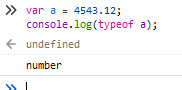 var a = 4543.12;
console.log(typeof a);
undefined
number